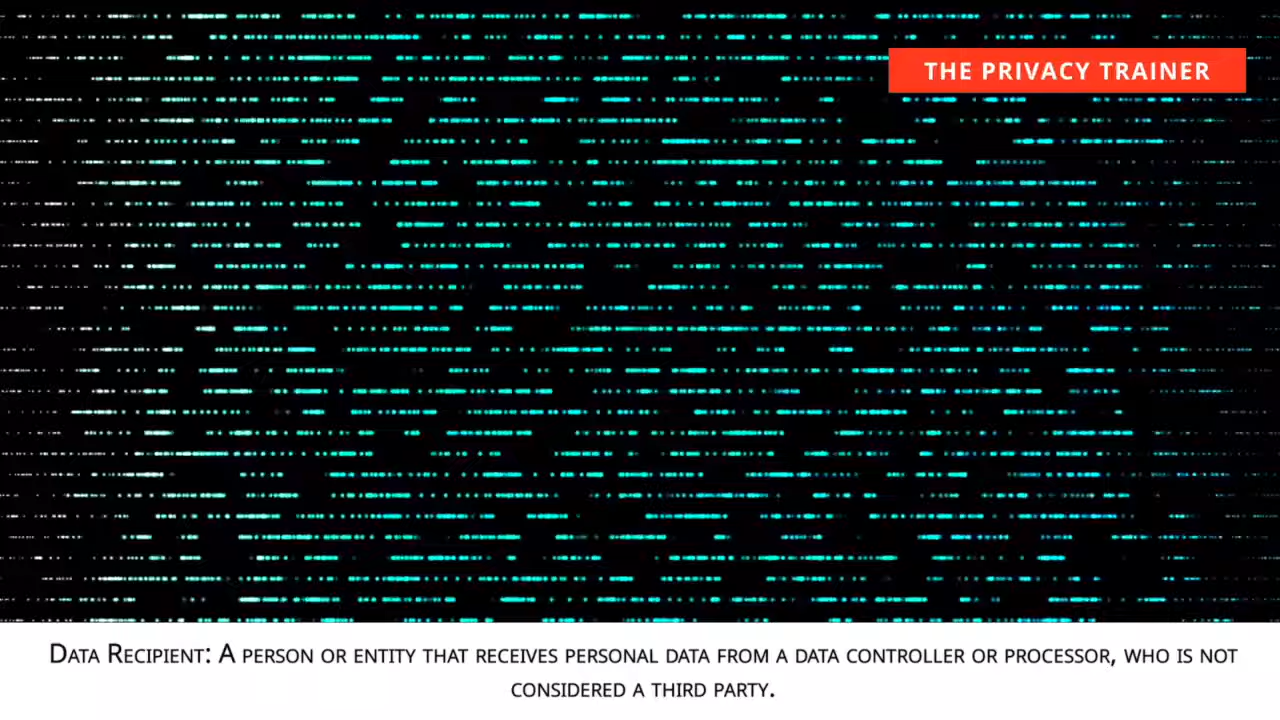 THE PRIVACY TRAINER
Data Recipient: A person or entity that receives personal data from a data controller or processor, who is not
considered a third party.